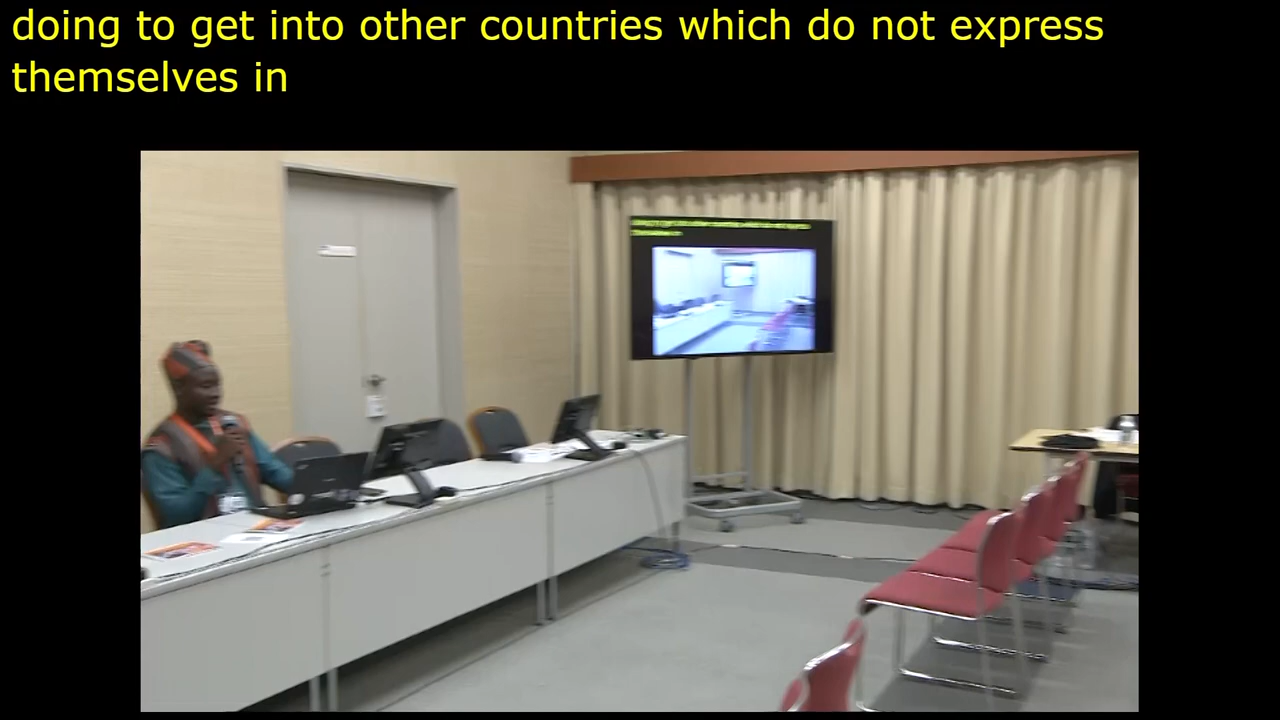 doing to get into other countries which do not express
themselves in